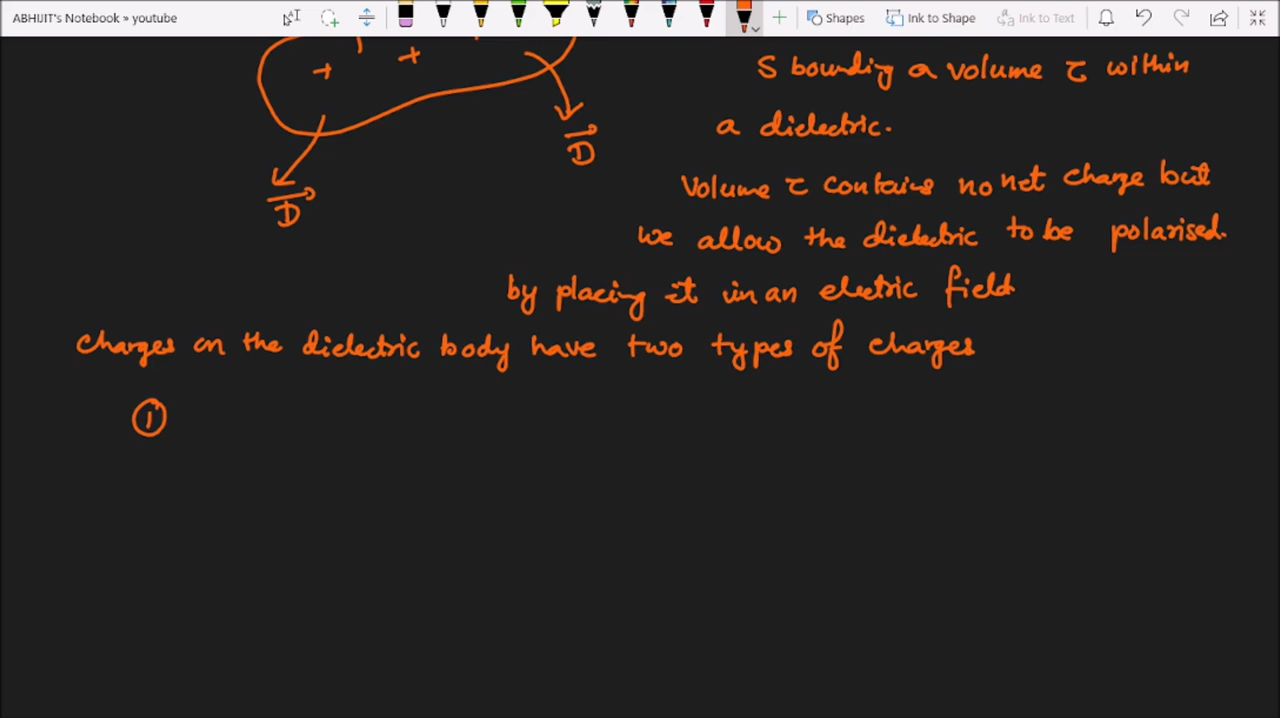 ABHIJIT's Notebook » youtube
Shapes
Ink to Shape
Ink to Text
S bounding a volume τ within
a dielectric.
D
D
Volume τ contains no net charge but
we allow the dielectric to be polarised.
by placing it in an electric field
charges on the dielectric body have two types of charges
①